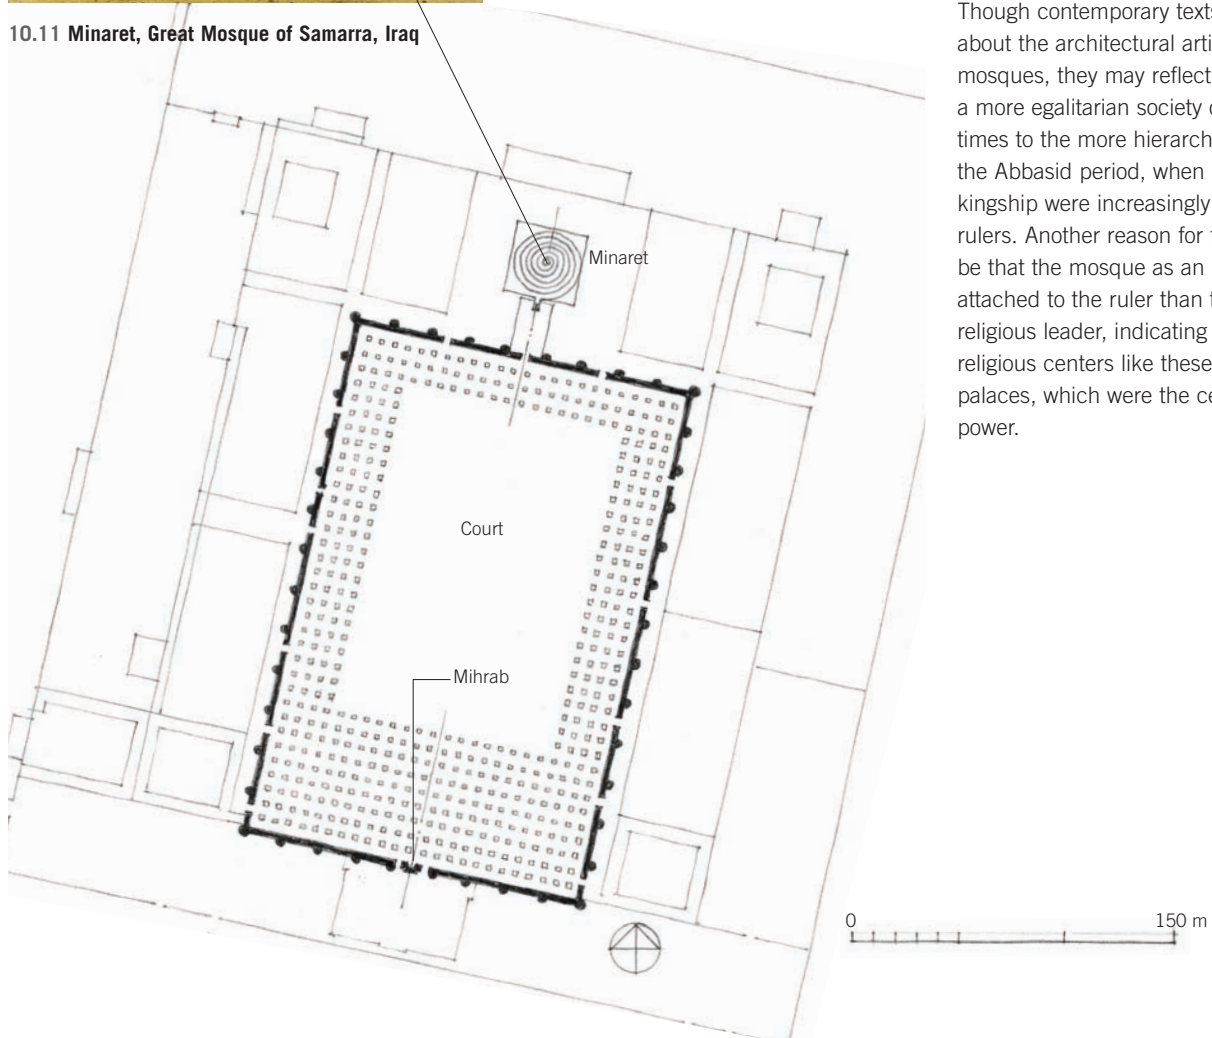 10.11 Minaret, Great Mosque of Samarra, Iraq
Minaret
Court
Mihrab
0 150 m
Though contemporary texts
about the architectural
mosques, they may reflect
a more egalitarian society
times to the more
the Abbasid period, when
kingship were increasingly
rulers. Another reason for
be that the mosque as an
attached to the ruler than
religious leader, indicating
religious centers like these
palaces, which were the
power.